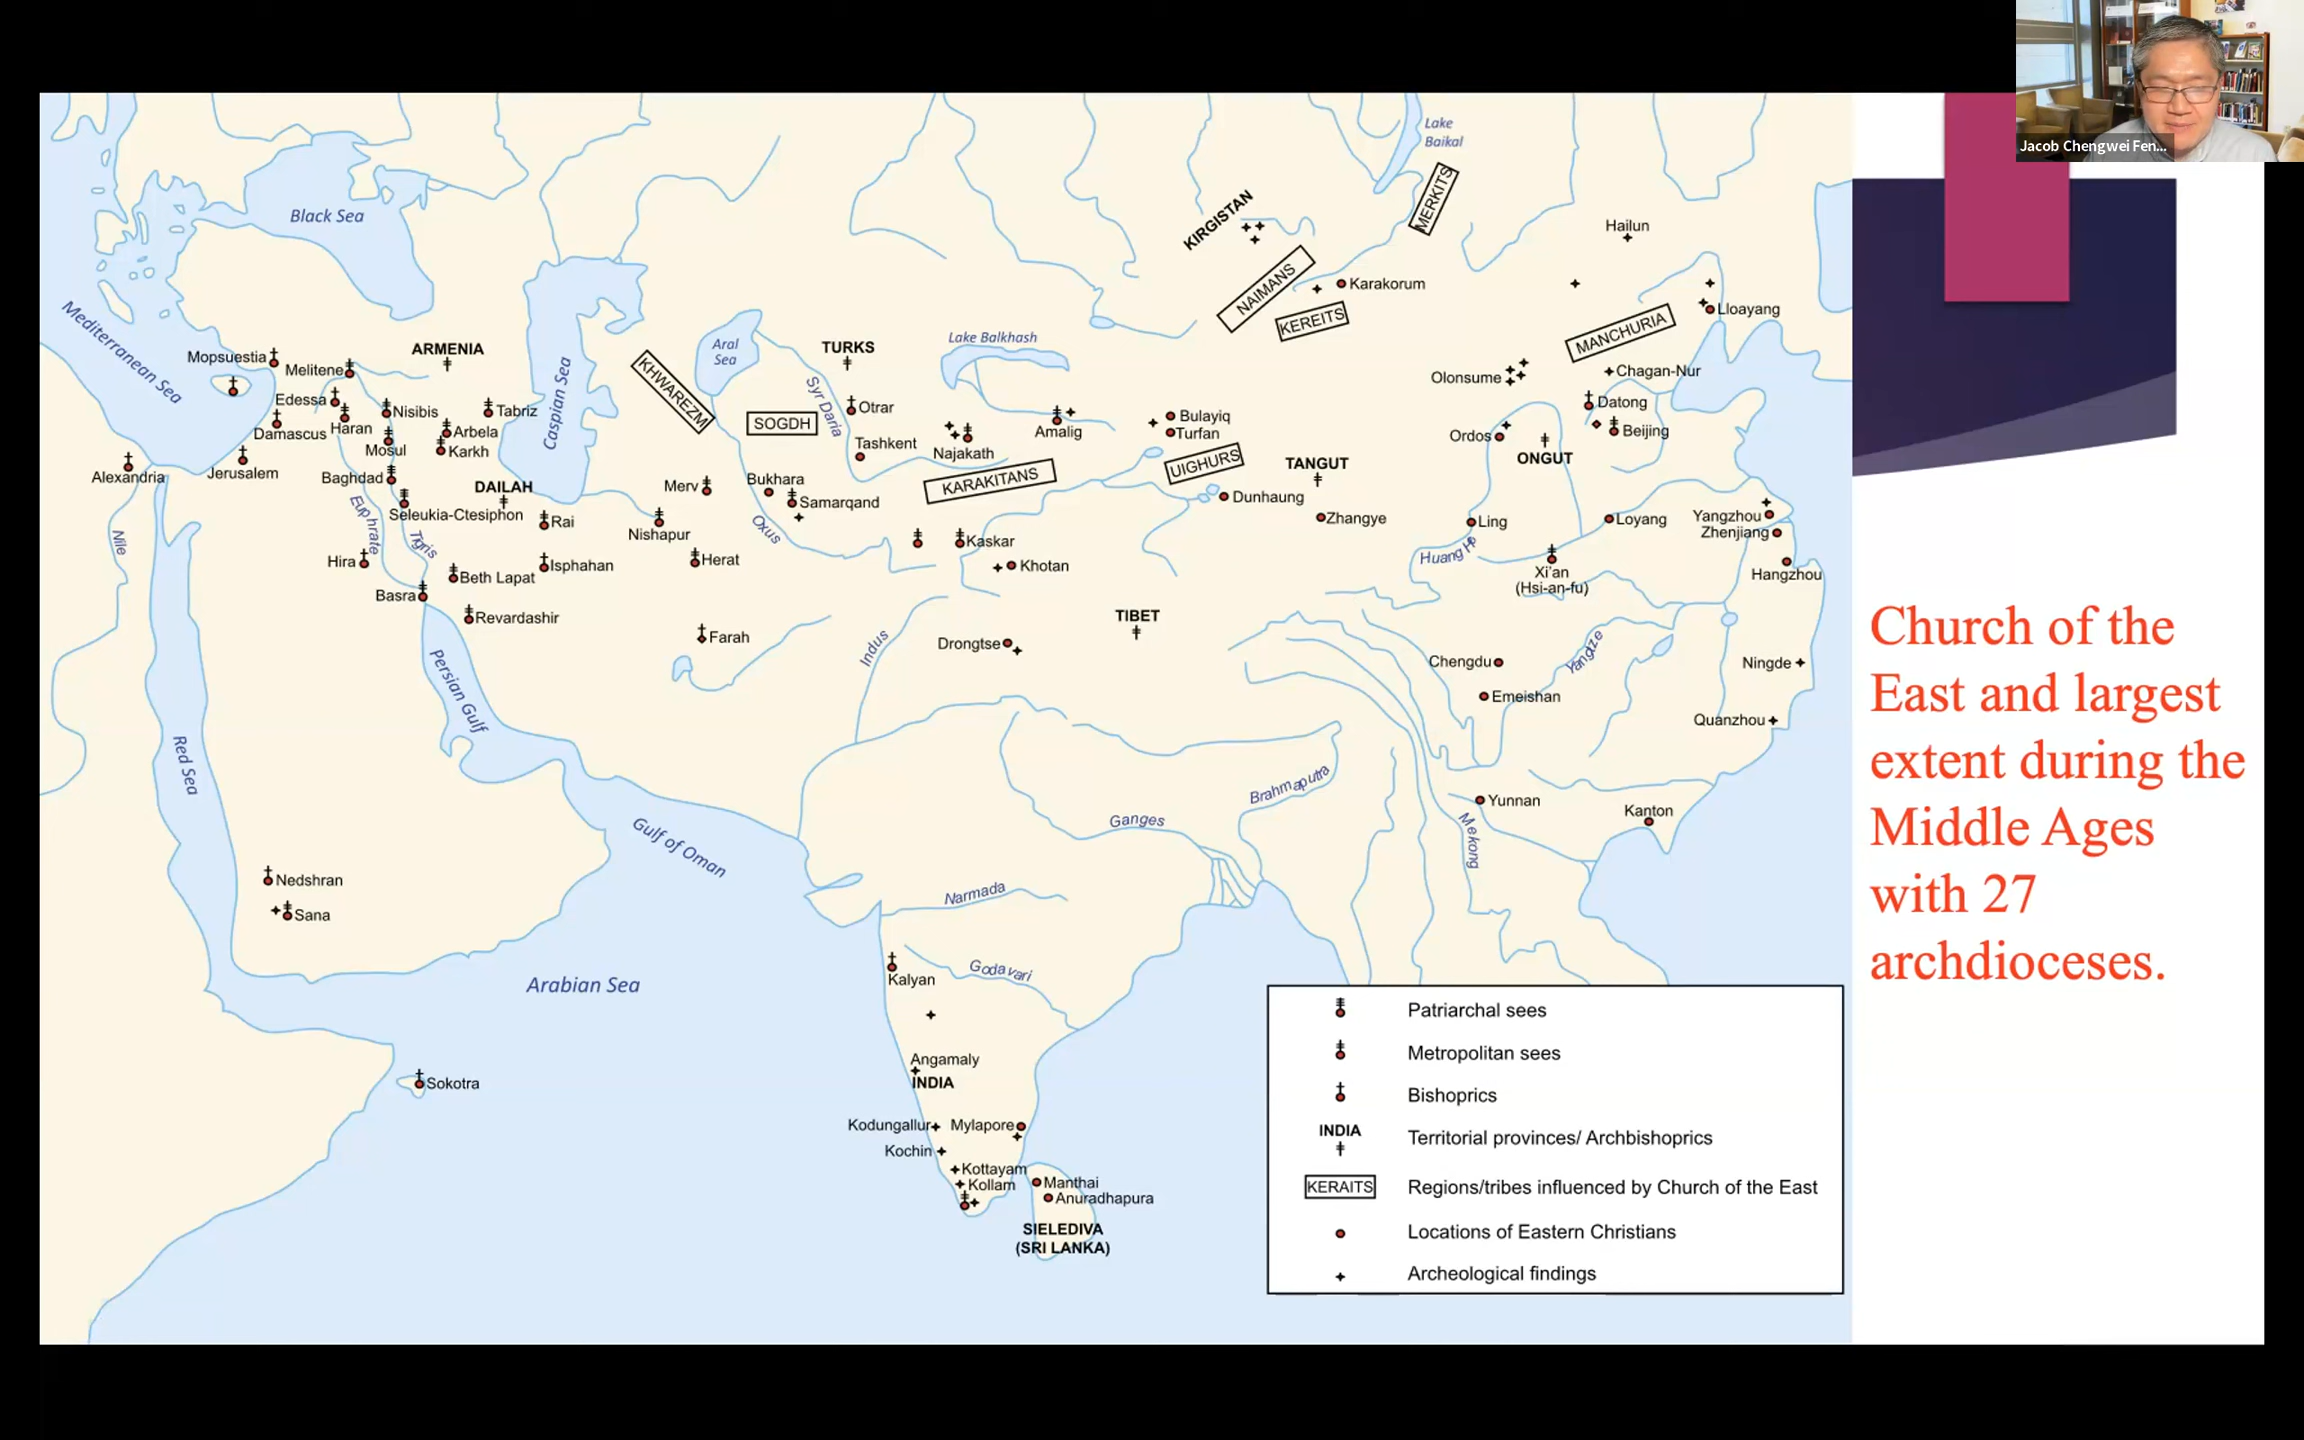 Jacob Chengwei Fen...
Lake
Baikal
MERKITS
KIRGISTAN
Black Sea
Hailun
NAIMANS
Karakorum
KEREITS
Lloayang
MANCHURIA
Mediterranean Sea
ARMENIA
Mopsuestia
Melitene
Aral
Sea
TURKS
Lake Balkhash
KHWAREZM
Caspian Sea
Syr Daria
Olonsume
Chagan-Nur
Edessa
Nisibis
Tabriz
Otrar
Datong
Damascus
Haran
Arbela
SOGDH
Amalig
Bulayiq
Turfan
Ordos
Beijing
Mosul
Karkh
Tashkent
Najakath
ONGUT
Alexandria
Jerusalem
Baghdad
DAILAH
Merv
Bukhara
KARAKITANS
UIGHURS
TANGUT
Samarqand
Dunhaung
Seleukia-Ctesiphon
Rai
Nishapur
Oxus
Zhangye
Ling
Loyang
Yangzhou
Zhenjiang
Nile
Euphrate
Tigris
Kaskar
Huang Ho
Hira
Isphahan
Herat
Khotan
Xi'an
(Hsi-an-fu)
Hangzhou
Beth Lapat
Basra
Revardashir
TIBET
Farah
Indus
Drongtse
Chengdu
Yangtze
Ningde
Emeishan
Persian Gulf
Quanzhou
Red Sea
Brahmaputra
Yunnan
Kanton
Gulf of Oman
Ganges
Mekong
Nedshran
Narmada
Sana
Godavari
Kalyan
Arabian Sea
Angamaly
INDIA
Sokotra
Kodungallur
Mylapore
Kochin
Kottayam
Kollam
Manthai
Anuradhapura
SIELEDIVA
(SRI LANKA)
Patriarchal sees
Metropolitan sees
Bishoprics
INDIA
Territorial provinces/ Archbishoprics
KERAITS
Regions/tribes influenced by Church of the East
Locations of Eastern Christians
Archeological findings
Church of the
East and largest
extent during the
Middle Ages
with 27
archdioceses.